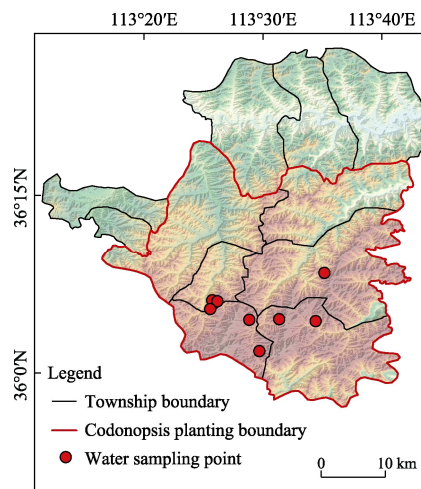 113°20′E 113°30′E 113°40′E
36°15′N
36°0′N
Legend
Township boundary
Codonopsis planting boundary
Water sampling point
0 10 km